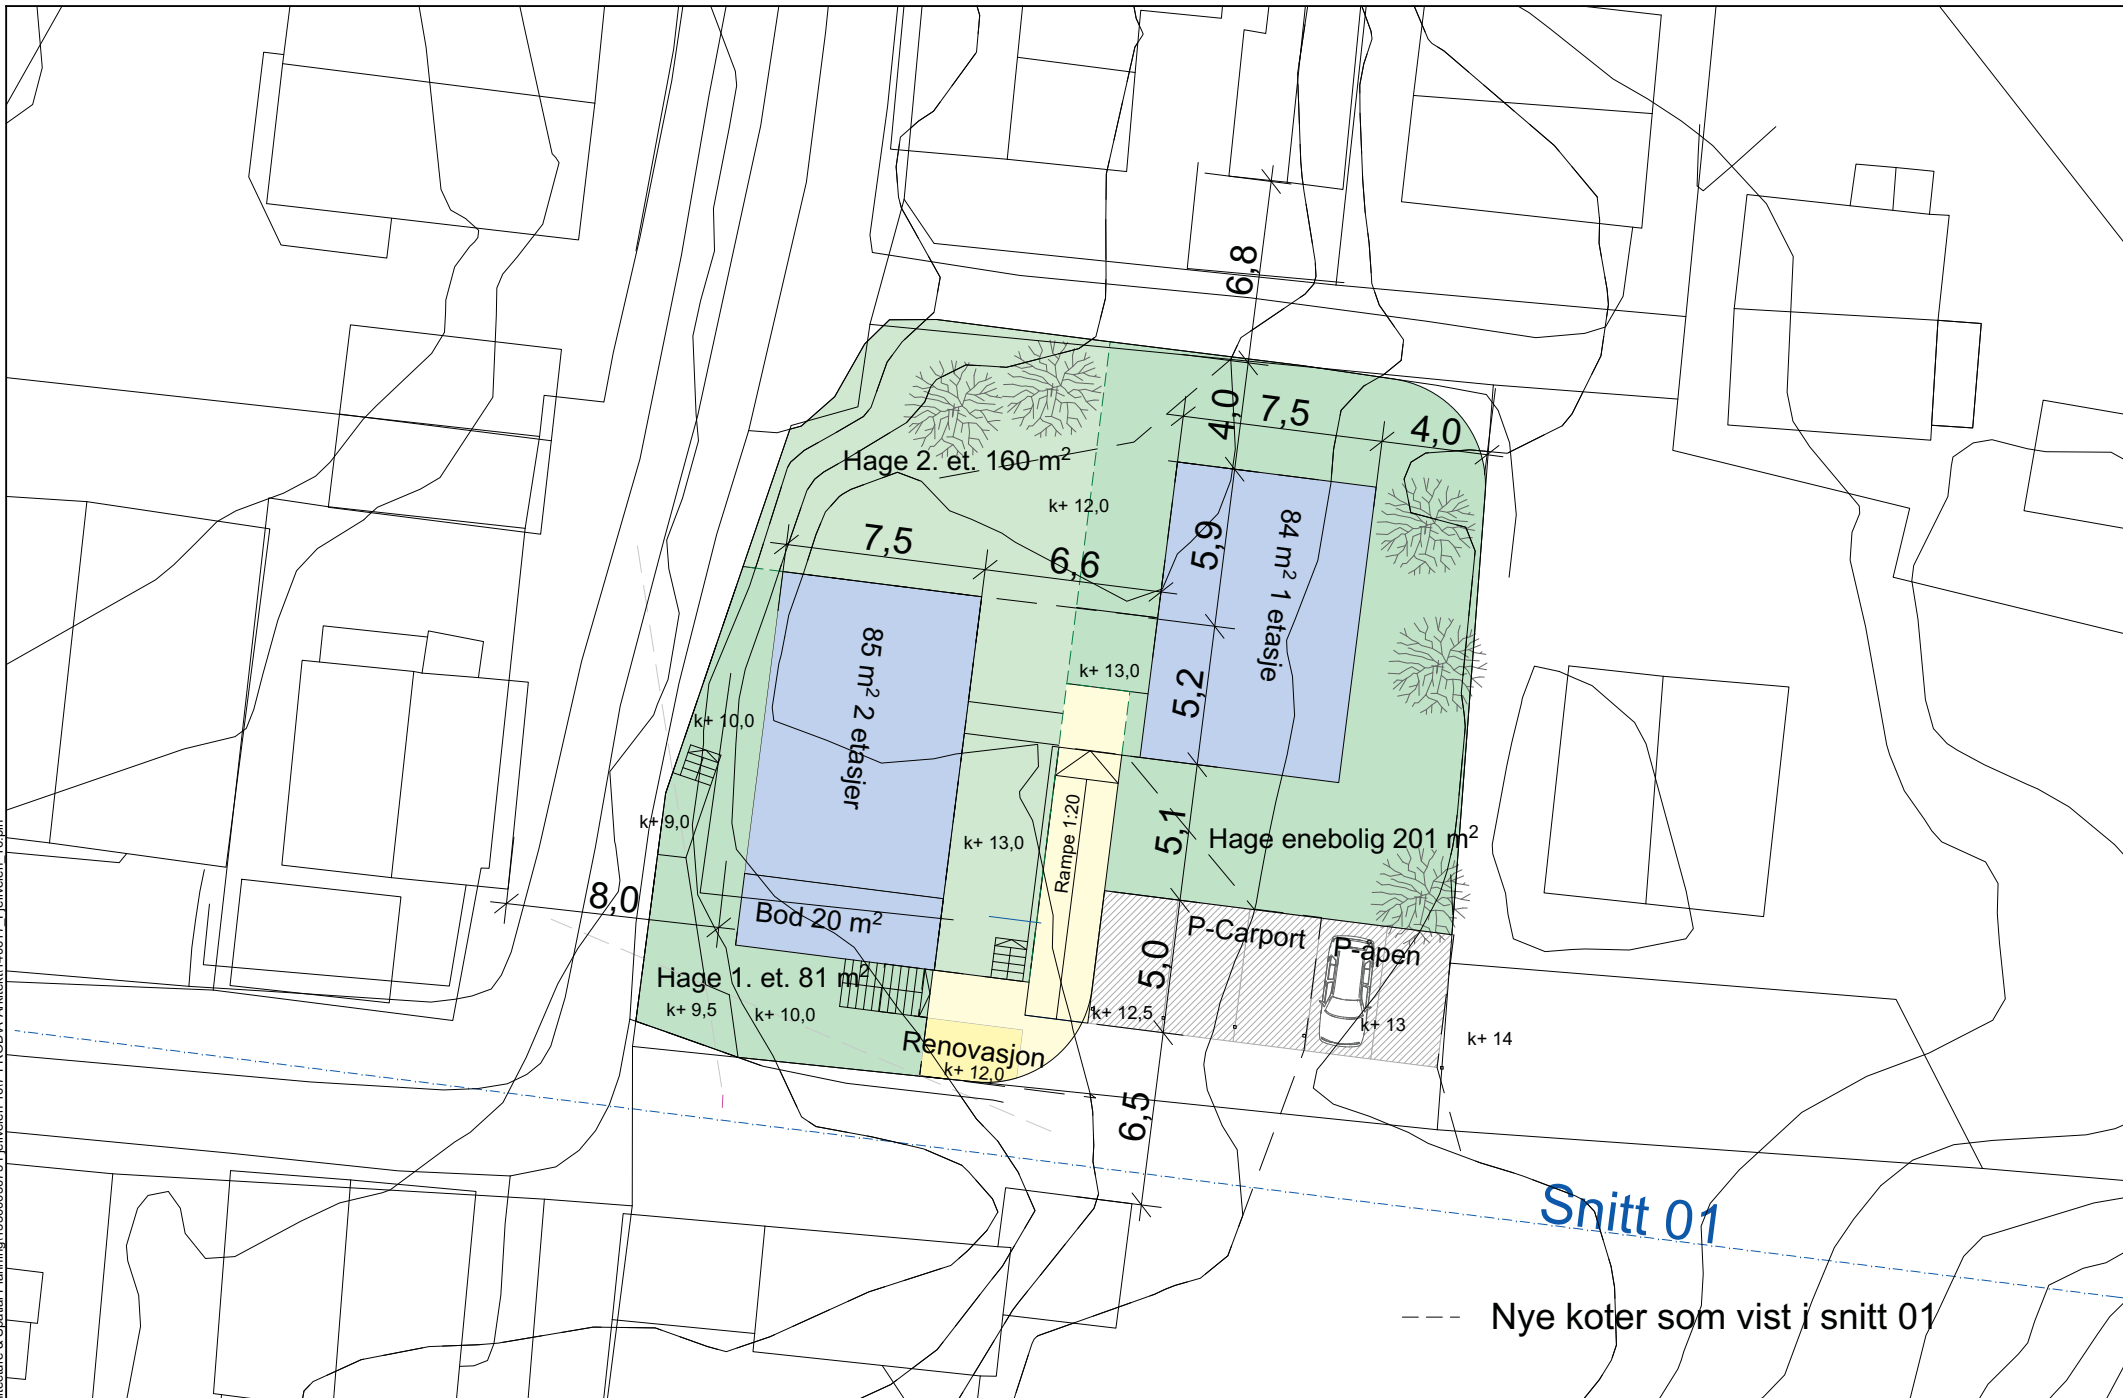 6,8
4,0
7,5
4,0
Hage 2. et. 160 m²
k+ 12,0
7,5
6,6
5,9
84 m² 1 etasje
85 m² 2 etasjer
k+ 13,0
5,2
k+ 10,0
k+ 9,0
k+ 13,0
Rampe 1:20
5,1
Hage enebolig 201 m²
8,0
Bod 20 m²
P-Carport
P-åpen
5,0
Hage 1. et. 81 m²
k+ 9,5
k+ 10,0
k+ 12,5
k+ 13
k+ 14
Renovasjon
k+ 12,0
6,5
Snitt 01
Nye koter som vist i snitt 01